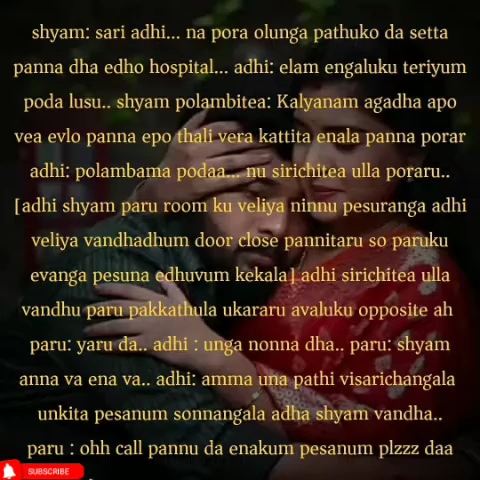 shyam: sari adhi... na pora olunga pathuko da setta
panna dha edho hospital... adhi: elam engaluku teriyum
poda lusu.. shyam polambitea: Kalyanam agadha apo
vea evlo panna epo thali vera kattita enala panna porar
adhi: polambama podaa... nu sirichitea ulla poraru..
[adhi shyam paru room ku veliya ninnu pesuranga adhi
veliya vandhadhum door close pannitaru so paruku
evanga pesuna edhuvum kekala] adhi sirichitea ulla
vandhu paru pakkathula ukararu avaluku opposite ah
paru: yaru da.. adhi : unga nonna dha.. paru: shyam
anna va ena va.. adhi: amma una pathi visarichangala
unkita pesanum sonnangala adha shyam vandha..
paru : ohh call pannu da enakum pesanum plzzz daa
SUBSCRIBE